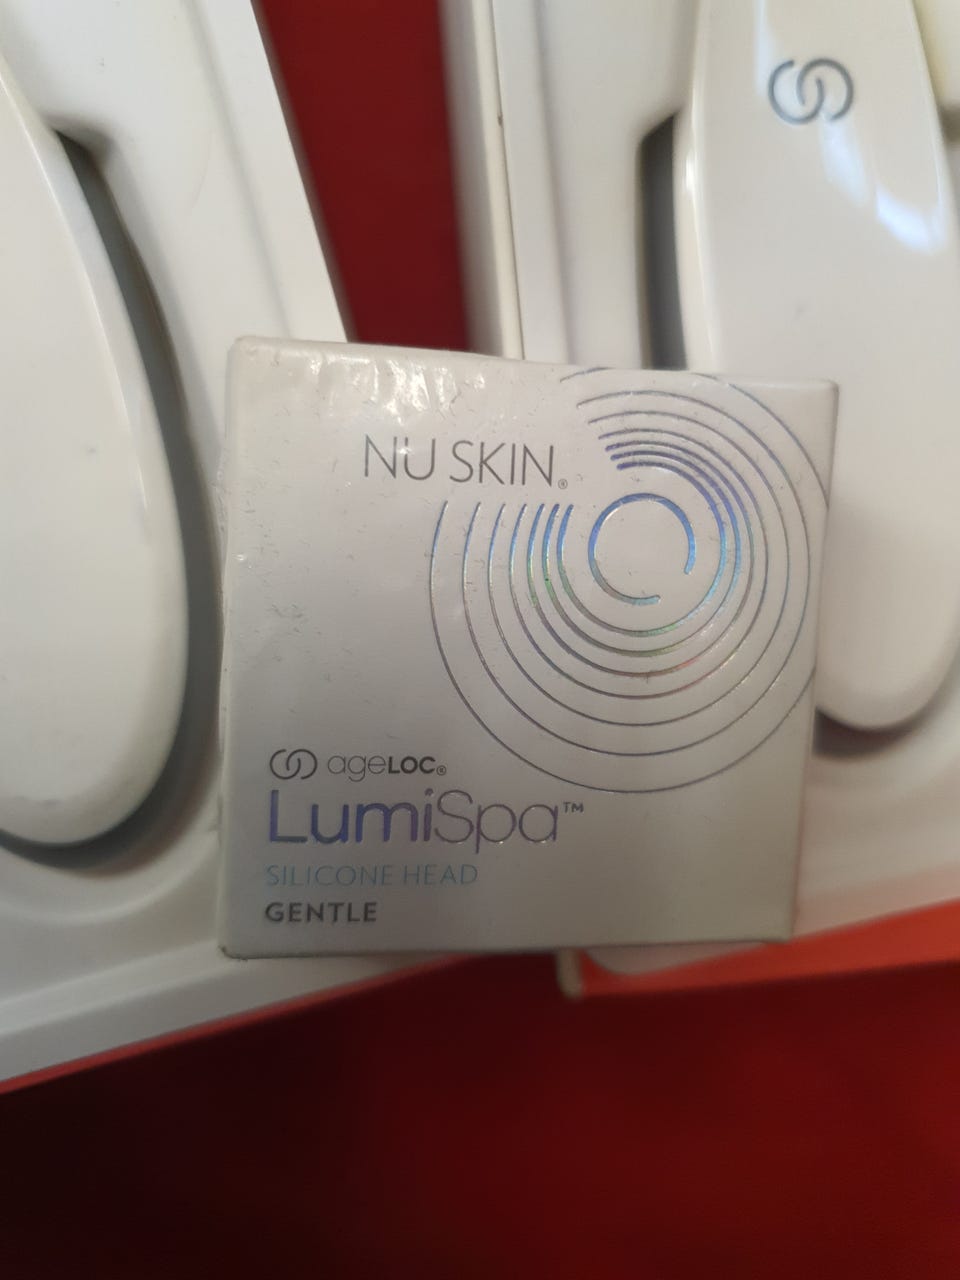 NU SKIN®
ageLOC®
LumiSpa™
SILICONE HEAD
GENTLE